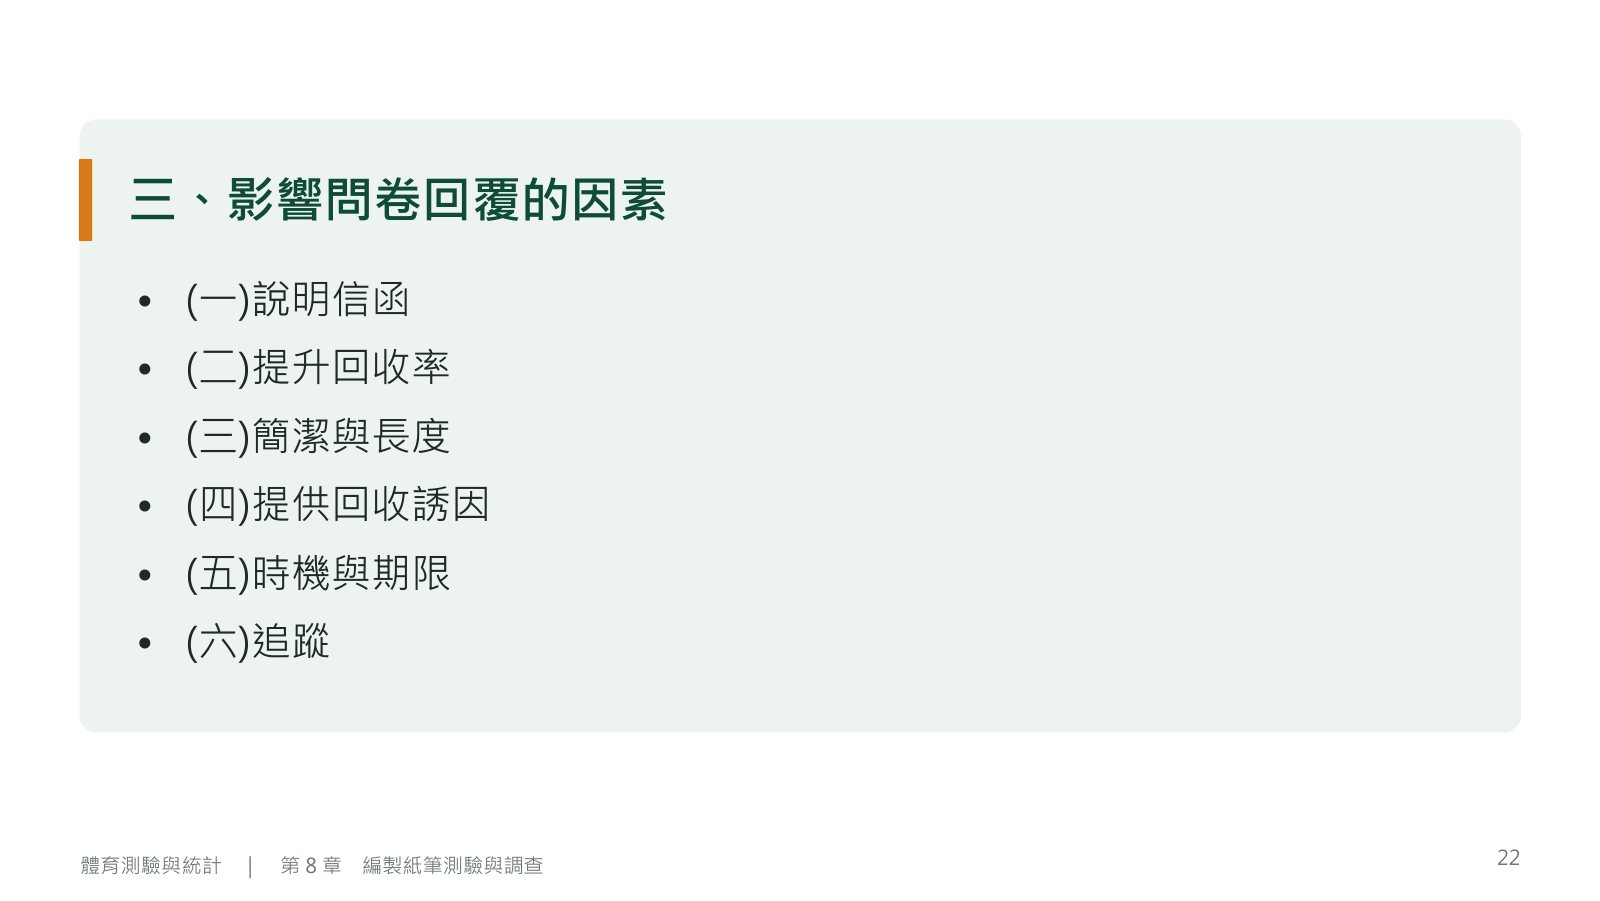 三、影響問卷回覆的因素
• (一)說明信函
• (二)提升回收率
• (三)簡潔與長度
• (四)提供回收誘因
• (五)時機與期限
• (六)追蹤
體育測驗與統計 | 第 8 章 編製紙筆測驗與調查
22